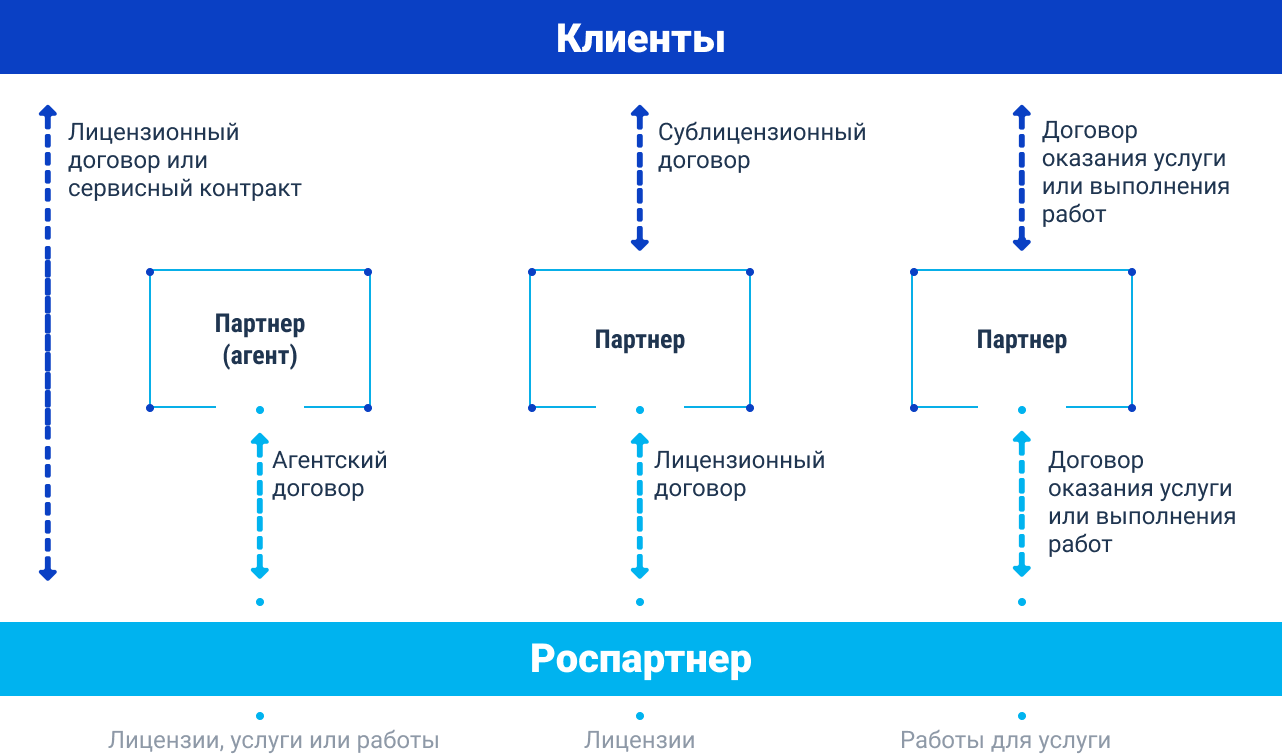 Клиенты
Лицензионный
договор или
сервисный контракт
Сублицензионный
договор
Договор
оказания услуги
или выполнения
работ
Партнер
(агент)
Партнер
Партнер
Агентский
договор
Лицензионный
договор
Договор
оказания услуги
или выполнения
работ
Роспартнер
Лицензии, услуги или работы
Лицензии
Работы для услуги